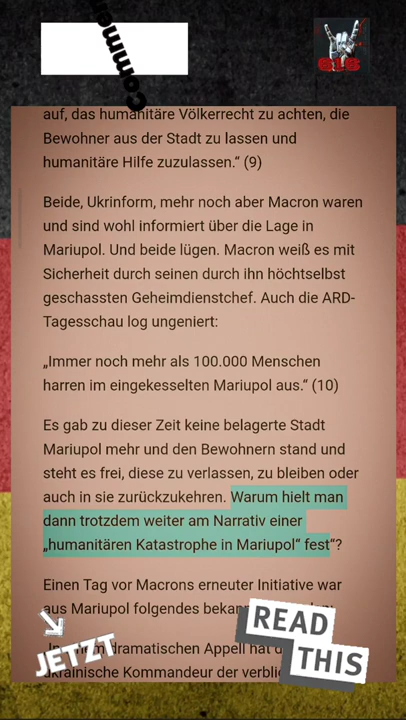 auf, das humanitäre Völkerrecht zu achten, die
Bewohner aus der Stadt zu lassen und
humanitäre Hilfe zuzulassen.“ (9)
Beide, Ukrinform, mehr noch aber Macron waren
und sind wohl informiert über die Lage in
Mariupol. Und beide lügen. Macron weiß es mit
Sicherheit durch seinen durch ihn höchtselbst
geschassten Geheimdienstchef. Auch die ARD-
Tagesschau log ungeniert:
„Immer noch mehr als 100.000 Menschen
harren im eingekesselten Mariupol aus.“ (10)
Es gab zu dieser Zeit keine belagerte Stadt
Mariupol mehr und den Bewohnern stand und
steht es frei, diese zu verlassen, zu bleiben oder
auch in sie zurückzukehren. Warum hielt man
dann trotzdem weiter am Narrativ einer
„humanitären Katastrophe in Mariupol“ fest“?
Einen Tag vor Macrons erneuter Initiative war
aus Mariupol folgendes
dramatischen Appell hat
ukrainische Kommandeur der
JETZT
READ
THIS